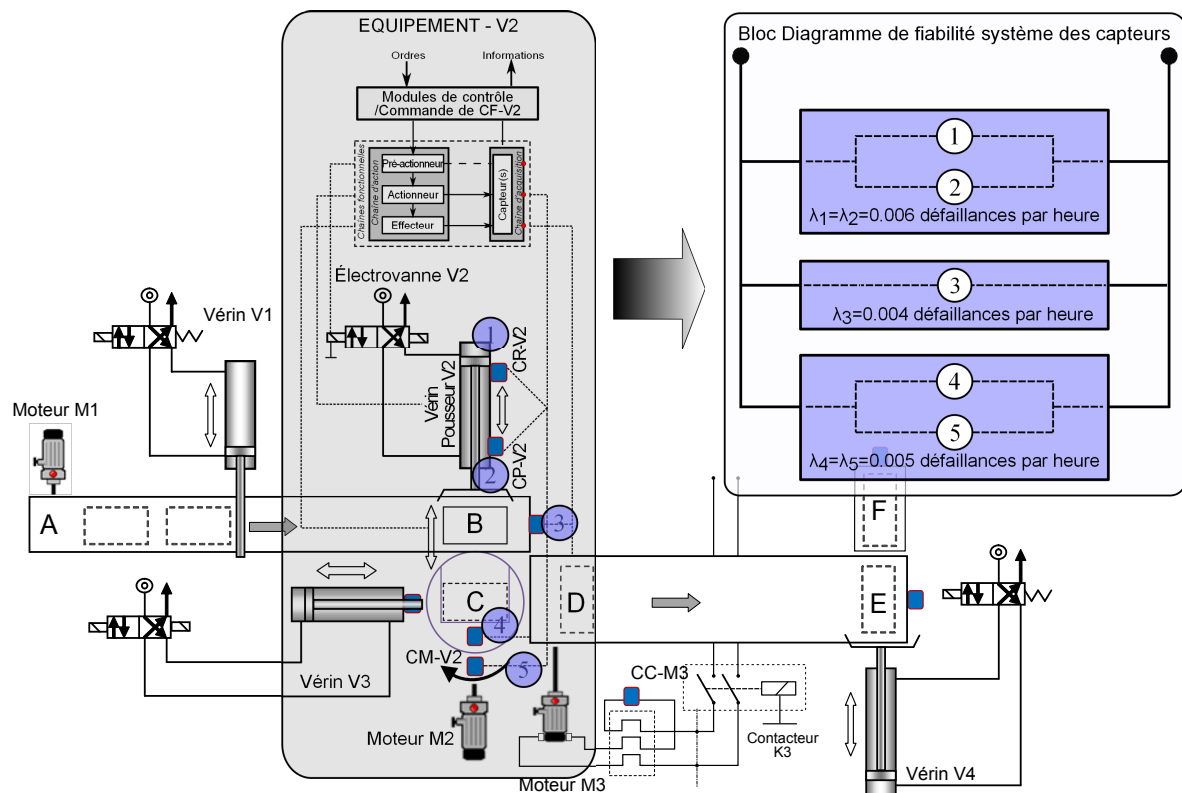 EQUIPEMENT - V2
Ordres
Informations
Modules de contrôle
/Commande de CF-V2
Chaînes fonctionnelles
Chaîne d'action
Pré-actionneur
Actionneur
Effecteur
Capteur(s)
Chaîne d'acquisition
Bloc Diagramme de fiabilité système des capteurs
1
2
λ1=λ2=0.006 défaillances par heure
3
λ3=0.004 défaillances par heure
4
5
λ4=λ5=0.005 défaillances par heure
Électrovanne V2
Vérin V1
1
CR-V2
Vérin
Pousseur V2
CP-V2
2
Moteur M1
A
B
3
F
C
D
E
4
CM-V2
5
Vérin V3
Moteur M2
CC-M3
Contacteur
K3
Moteur M3
Vérin V4